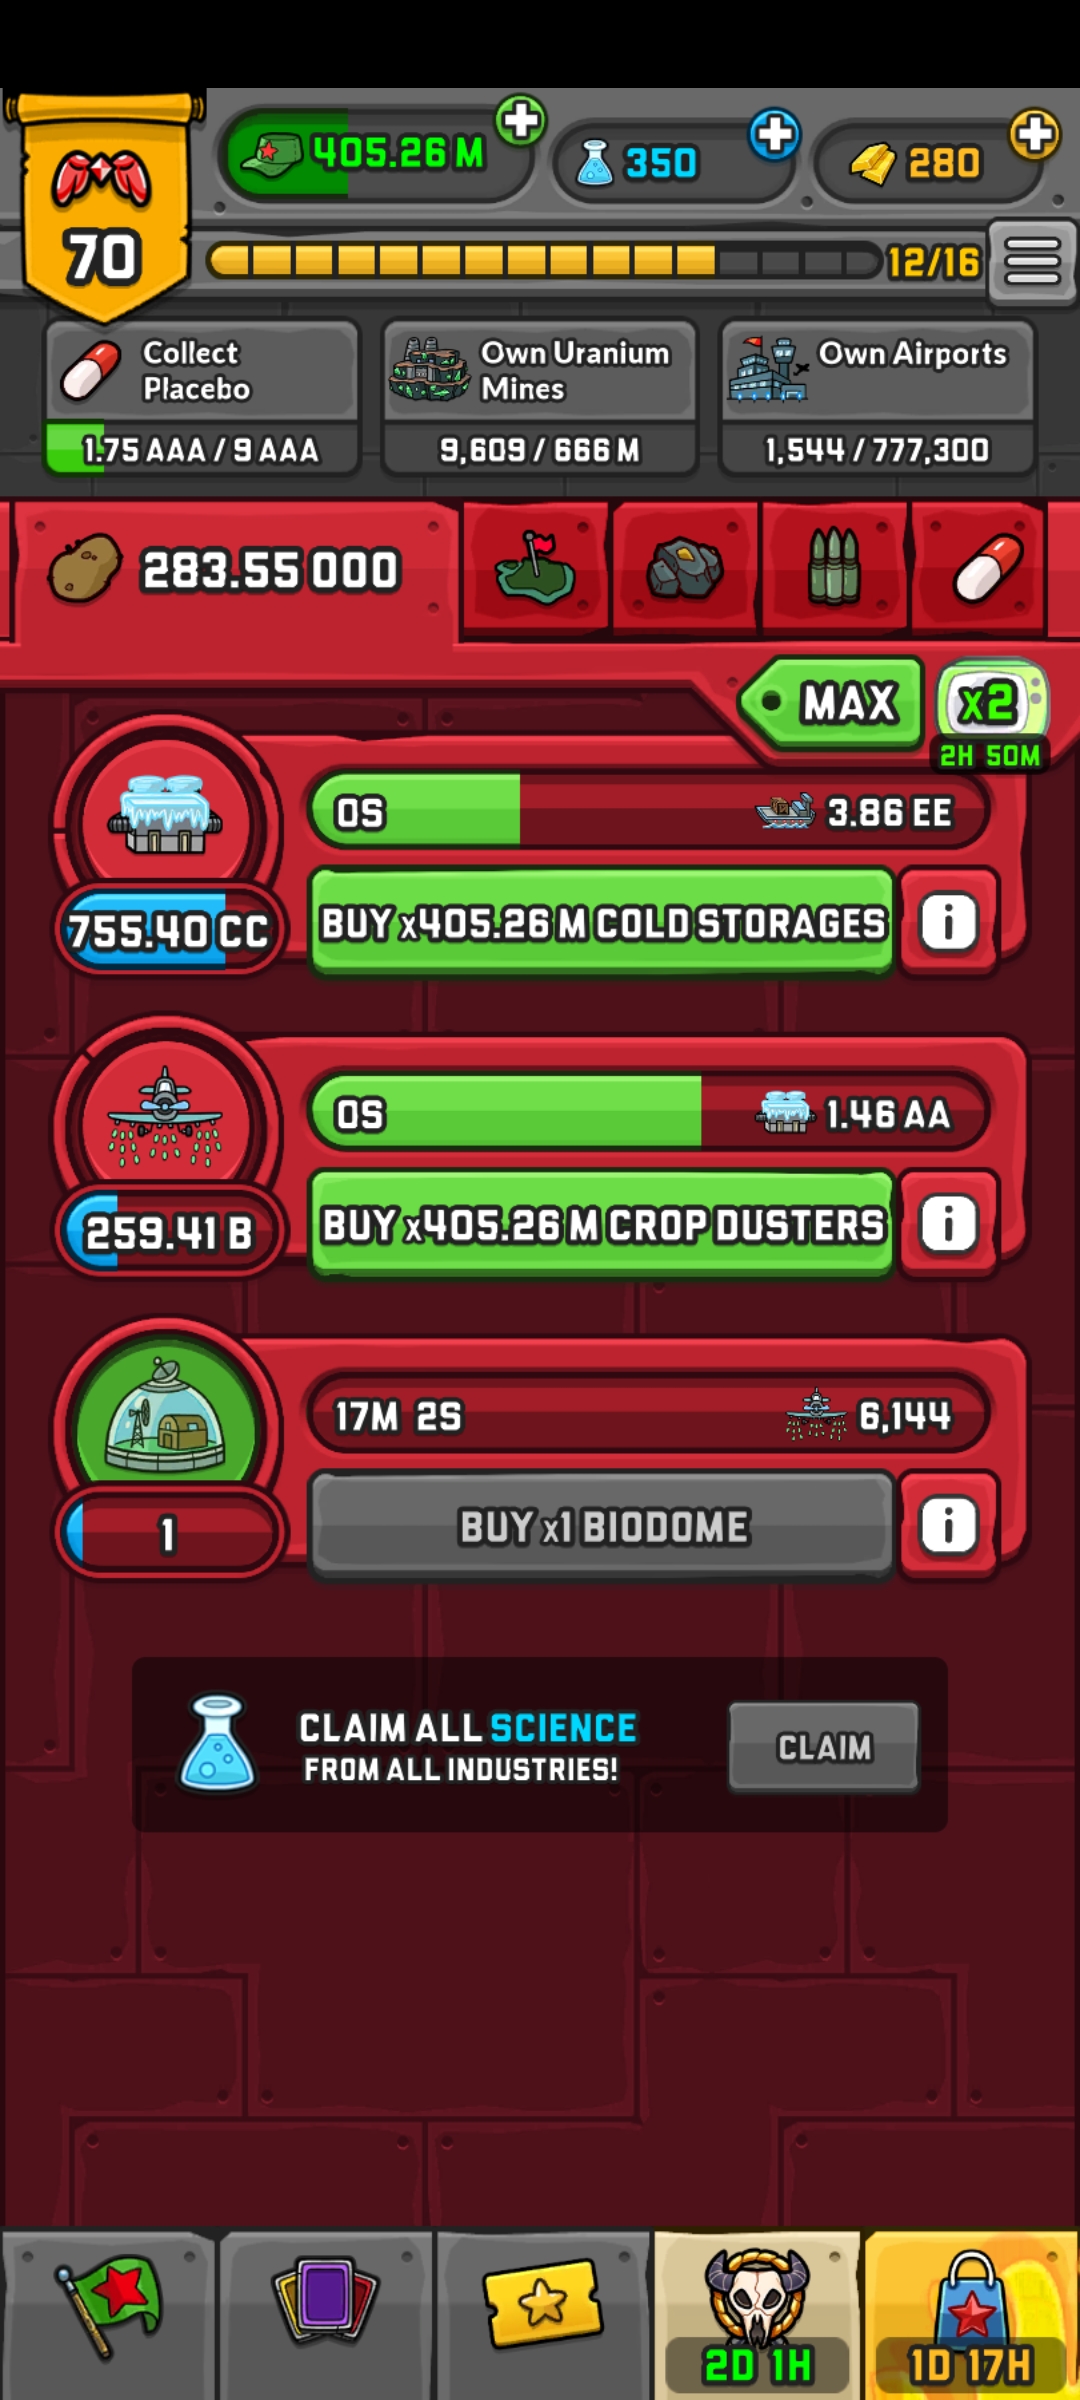 405.26 M
350
280
70
12/16
Collect
Placebo
1.75 AAA / 9 AAA
Own Uranium
Mines
9,609 / 666 M
Own Airports
1,544 / 777,300
283.55 OOO
MAX
x2
2H 50M
0S
3.86 EE
755.40 CC
BUY x405.26 M COLD STORAGES
i
0S
1.46 AA
259.41 B
BUY x405.26 M CROP DUSTERS
i
17M 2S
6,144
1
BUY x1 BIODOME
i
CLAIM ALL SCIENCE
FROM ALL INDUSTRIES!
CLAIM
2D 1H
1D 17H